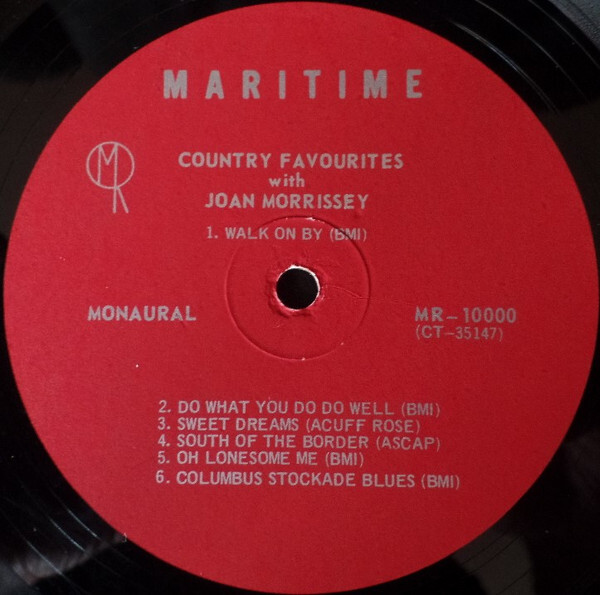 MARITIME
MR
COUNTRY FAVOURITES
with
JOAN MORRISSEY
1. WALK ON BY (BMI)
MONAURAL
MR-10000
(CT-35147)
2. DO WHAT YOU DO DO WELL (BMI)
3. SWEET DREAMS (ACUFF ROSE)
4. SOUTH OF THE BORDER (ASCAP)
5. OH LONESOME ME (BMI)
6. COLUMBUS STOCKADE BLUES (BMI)